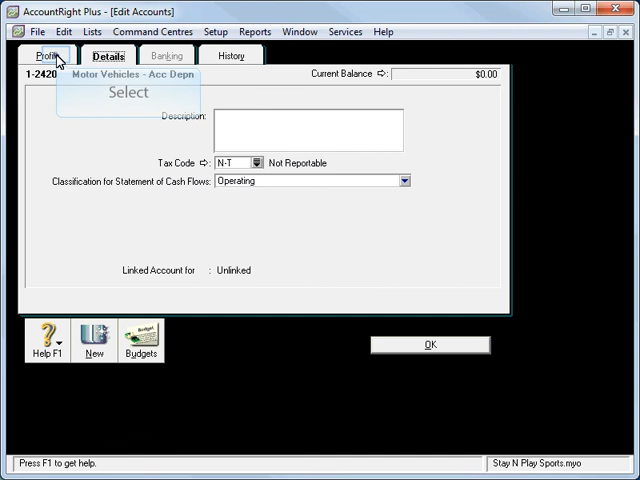 AccountRight Plus - [Edit Accounts]
File Edit Lists Command Centres Setup Reports Window Services Help
Profile Details Banking History
1-2420 Motor Vehicles - Acc Depn Current Balance $0.00
Select
Description:
Tax Code N-T Not Reportable
Classification for Statement of Cash Flows: Operating
Linked Account for : Unlinked
Budget
Help F1 New Budgets OK
Press F1 to get help. Stay N Play Sports.myo